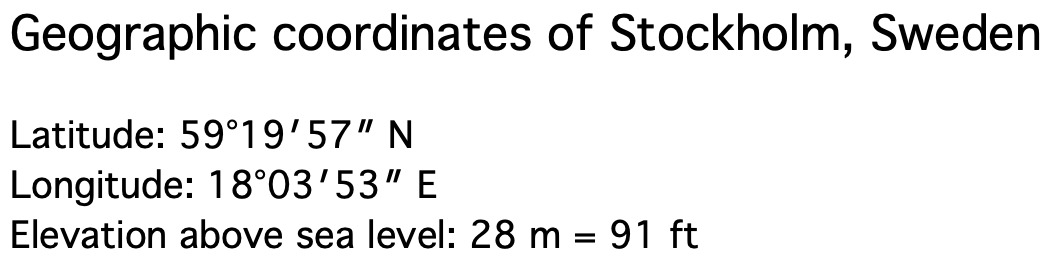 Geographic coordinates of Stockholm, Sweden
Latitude: 59°19′57″ N
Longitude: 18°03′53″ E
Elevation above sea level: 28 m = 91 ft